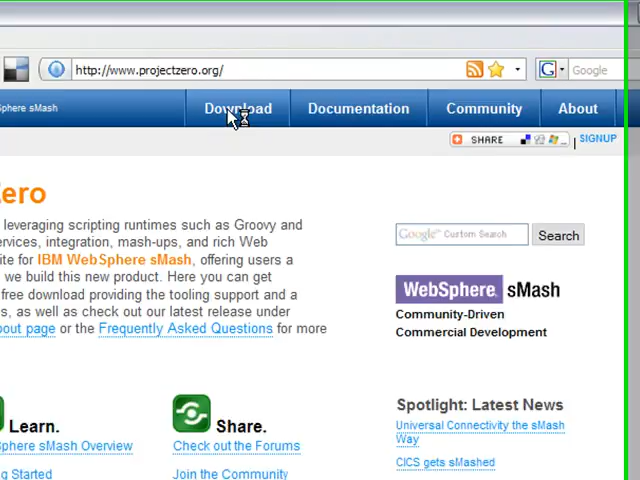 http://www.projectzero.org/
G Google
Sphere sMash
Download
Documentation
Community
About
SHARE
| SIGNUP
Zero
leveraging scripting runtimes such as Groovy and
ervices, integration, mash-ups, and rich Web
ite for IBM WebSphere sMash, offering users a
we build this new product. Here you can get
free download providing the tooling support and a
s, as well as check out our latest release under
bout page or the Frequently Asked Questions for more
Google™ Custom Search
Search
WebSphere. sMash
Community-Driven
Commercial Development
Learn.
Sphere sMash Overview
ng Started
Share.
Check out the Forums
Join the Community
Spotlight: Latest News
Universal Connectivity the sMash
Way
CICS gets sMashed